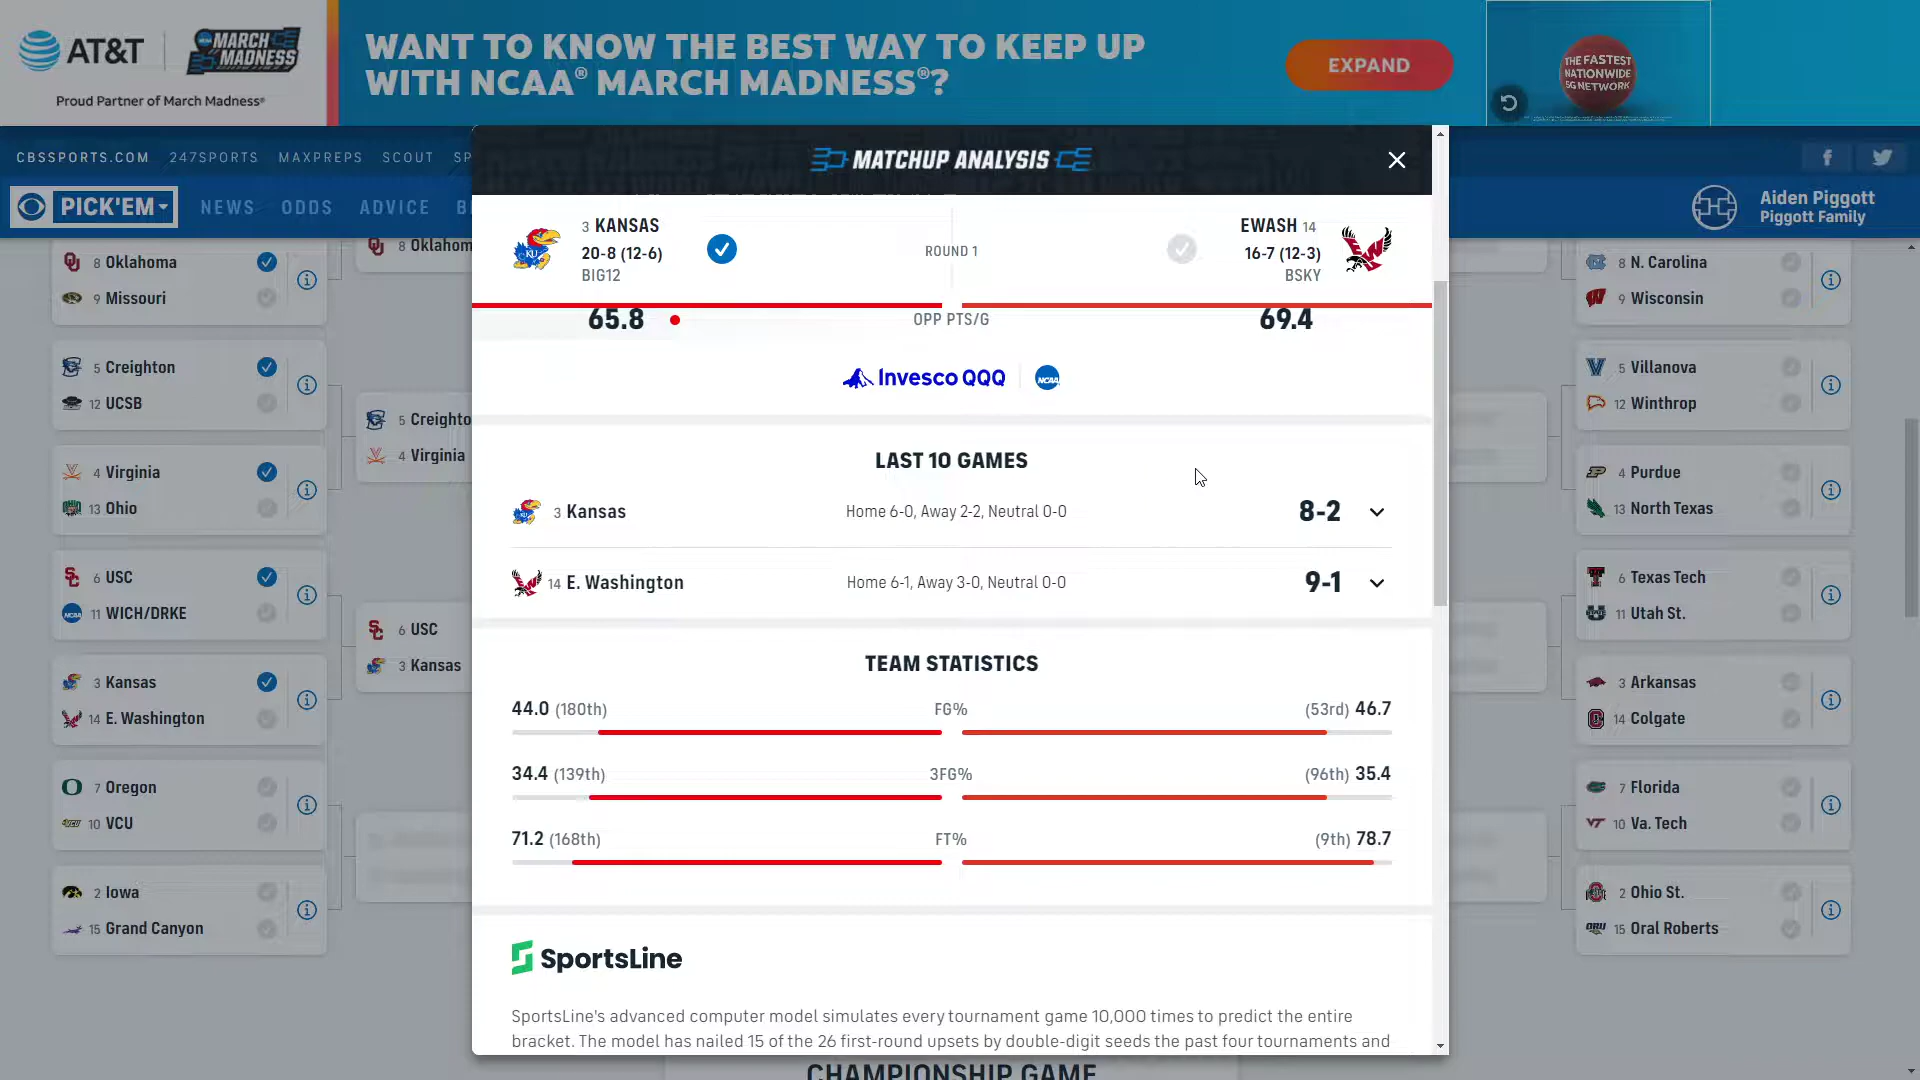 AT&T
MARCH MADNESS
Proud Partner of March Madness®
WANT TO KNOW THE BEST WAY TO KEEP UP
WITH NCAA® MARCH MADNESS®?
EXPAND
THE FASTEST
NATIONWIDE
5G NETWORK
CBSSPORTS.COM 247SPORTS MAXPREPS SCOUT SP
PICK'EM
NEWS ODDS ADVICE B
Aiden Piggott
Piggott Family
MATCHUP ANALYSIS
3 KANSAS
20-8 (12-6)
BIG12
ROUND 1
EWASH 14
16-7 (12-3)
BSKY
65.8 OPP PTS/G 69.4
Invesco QQQ NCAA
LAST 10 GAMES
3 Kansas Home 6-0, Away 2-2, Neutral 0-0 8-2
14 E. Washington Home 6-1, Away 3-0, Neutral 0-0 9-1
TEAM STATISTICS
44.0 (180th) FG% (53rd) 46.7
34.4 (139th) 3FG% (96th) 35.4
71.2 (168th) FT% (9th) 78.7
SportsLine
SportsLine's advanced computer model simulates every tournament game 10,000 times to predict the entire
bracket. The model has nailed 15 of the 26 first-round upsets by double-digit seeds the past four tournaments and
8 Oklahoma
9 Missouri
5 Creighton
12 UCSB
4 Virginia
13 Ohio
6 USC
11 WICH/DRKE
3 Kansas
14 E. Washington
7 Oregon
10 VCU
2 Iowa
15 Grand Canyon
8 Oklahom
5 Creighto
4 Virginia
6 USC
3 Kansas
8 N. Carolina
9 Wisconsin
5 Villanova
12 Winthrop
4 Purdue
13 North Texas
6 Texas Tech
11 Utah St.
3 Arkansas
14 Colgate
7 Florida
10 Va. Tech
2 Ohio St.
15 Oral Roberts
CHAMPIONSHIP GAME